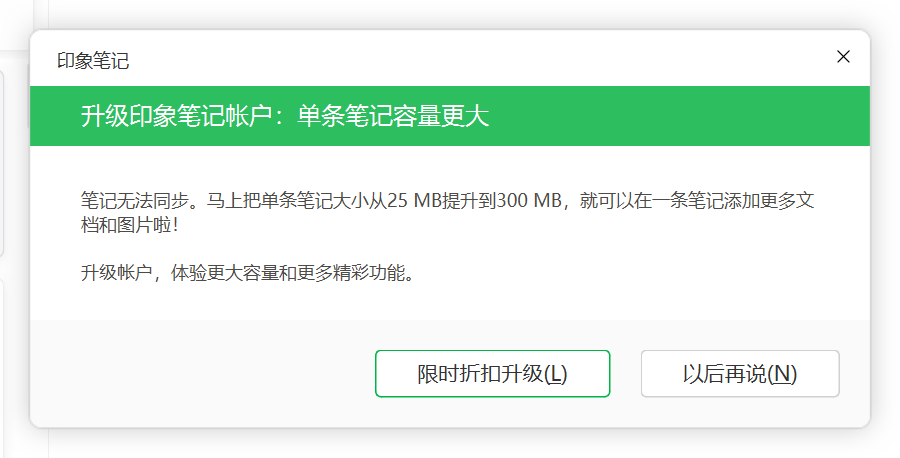 印象笔记
升级印象笔记帐户：单条笔记容量更大
笔记无法同步。马上把单条笔记大小从25 MB提升到300 MB，就可以在一条笔记添加更多文
档和图片啦！
升级帐户，体验更大容量和更多精彩功能。
限时折扣升级(L)
以后再说(N)